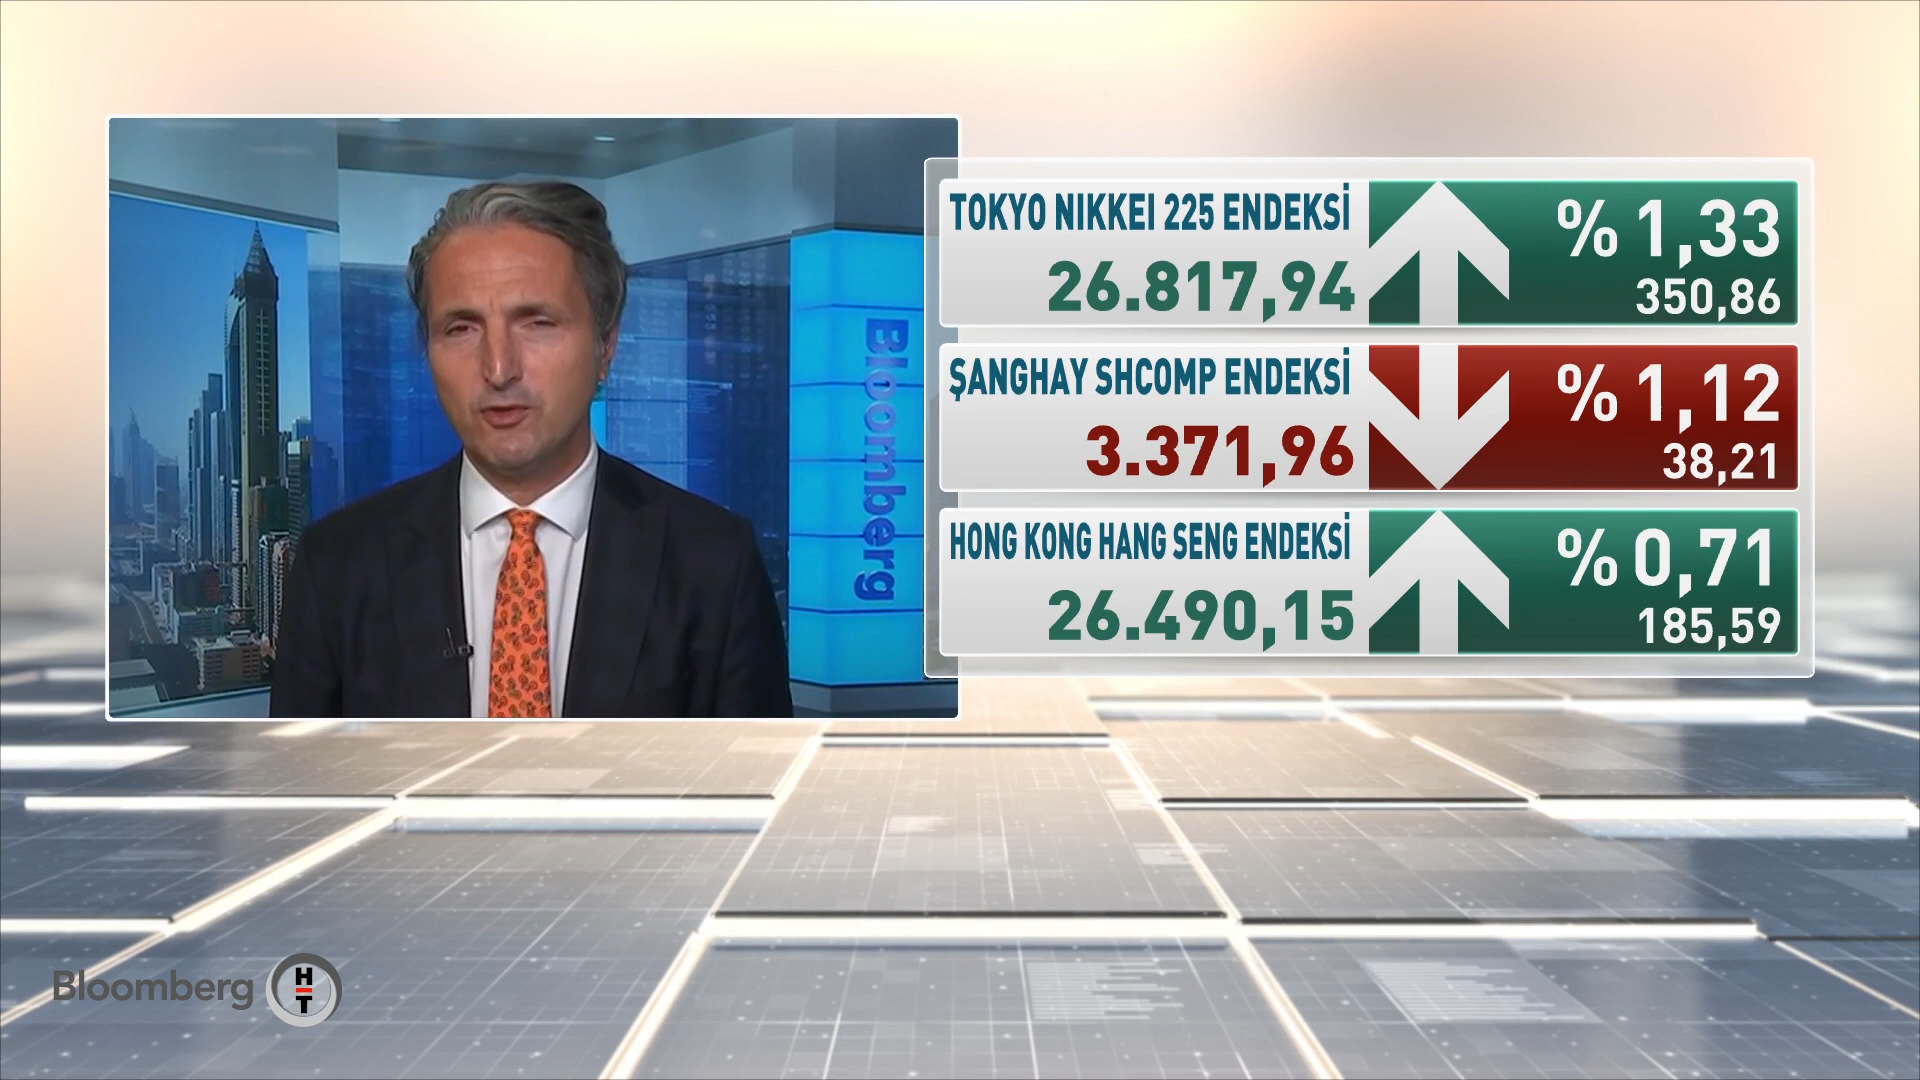 Bloomberg
TOKYO NIKKEI 225 ENDEKSİ
26.817,94
% 1,33
350,86
ŞANGHAY SHCOMP ENDEKSİ
3.371,96
% 1,12
38,21
HONG KONG HANG SENG ENDEKSİ
26.490,15
% 0,71
185,59
Bloomberg HT